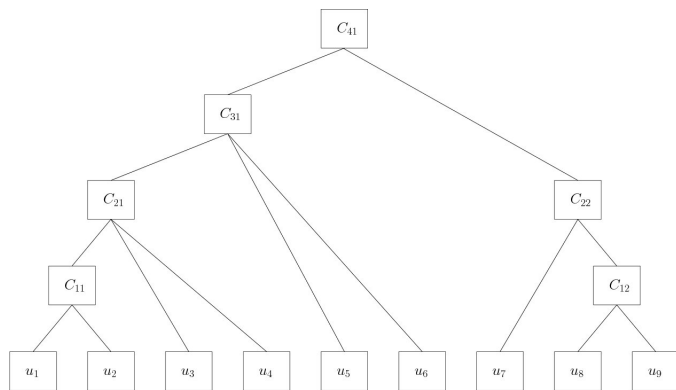 C₄₁
C₃₁
C₂₁ C₂₂
C₁₁ C₁₂
u₁ u₂ u₃ u₄ u₅ u₆ u₇ u₈ u₉